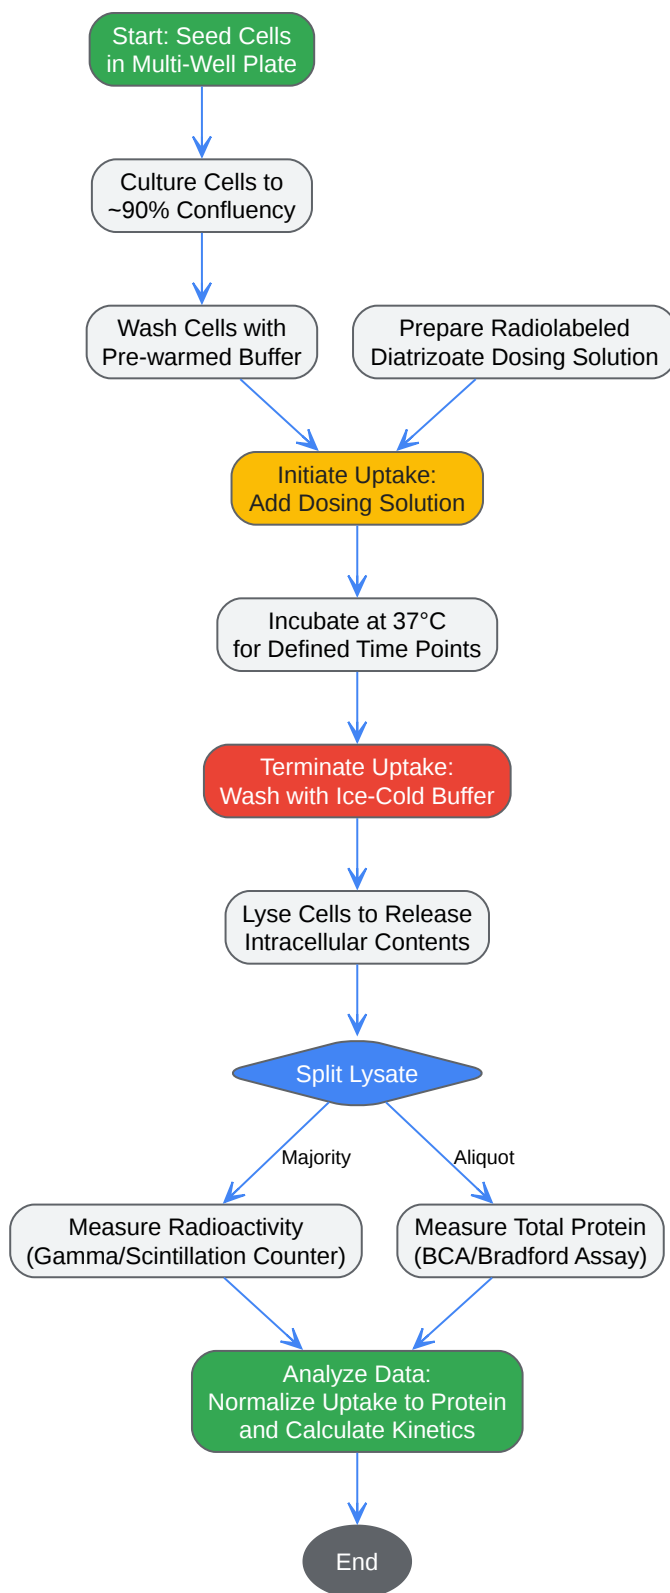 Start: Seed Cells
in Multi-Well Plate
Culture Cells to
~90% Confluency
Wash Cells with
Pre-warmed Buffer
Prepare Radiolabeled
Diatrizoate Dosing Solution
Initiate Uptake:
Add Dosing Solution
Incubate at 37°C
for Defined Time Points
Terminate Uptake:
Wash with Ice-Cold Buffer
Lyse Cells to Release
Intracellular Contents
Split Lysate
Majority
Aliquot
Measure Radioactivity
(Gamma/Scintillation Counter)
Measure Total Protein
(BCA/Bradford Assay)
Analyze Data:
Normalize Uptake to Protein
and Calculate Kinetics
End